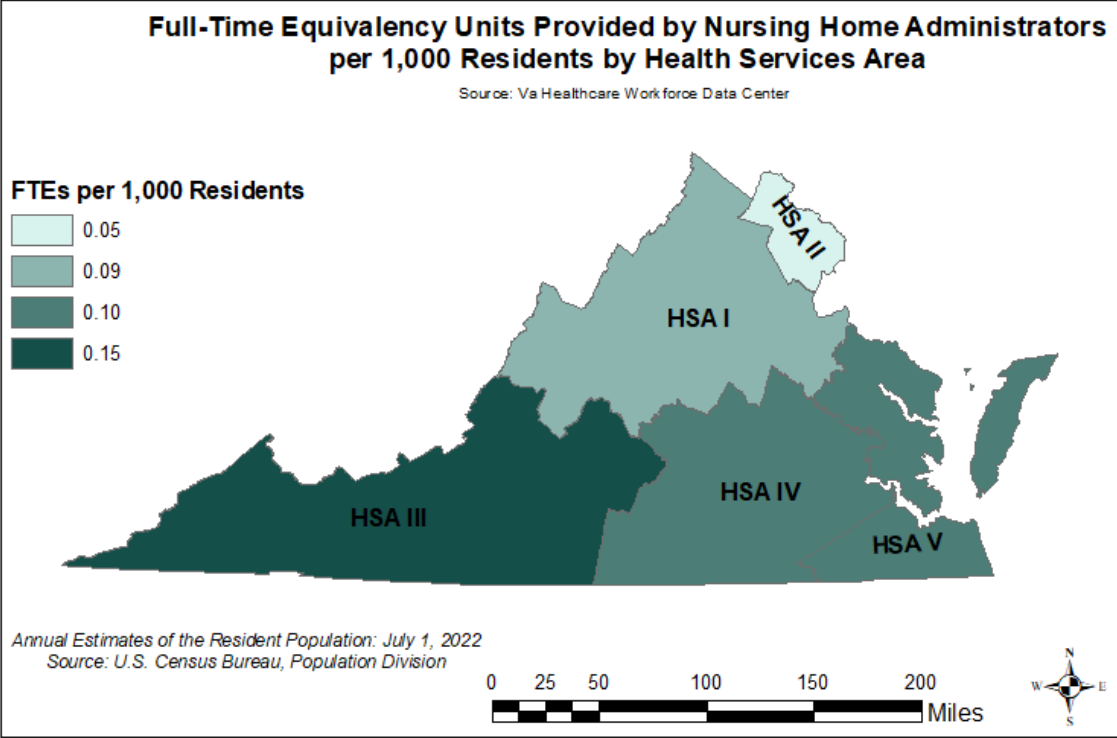 Full-Time Equivalency Units Provided by Nursing Home Administrators
per 1,000 Residents by Health Services Area
Source: Va Healthcare Workforce Data Center
FTEs per 1,000 Residents
0.05
0.09
0.10
0.15
HSA II
HSA I
HSA IV
HSA III
HSA V
Annual Estimates of the Resident Population: July 1, 2022
Source: U.S. Census Bureau, Population Division
0 25 50 100 150 200
Miles
N
W E
S